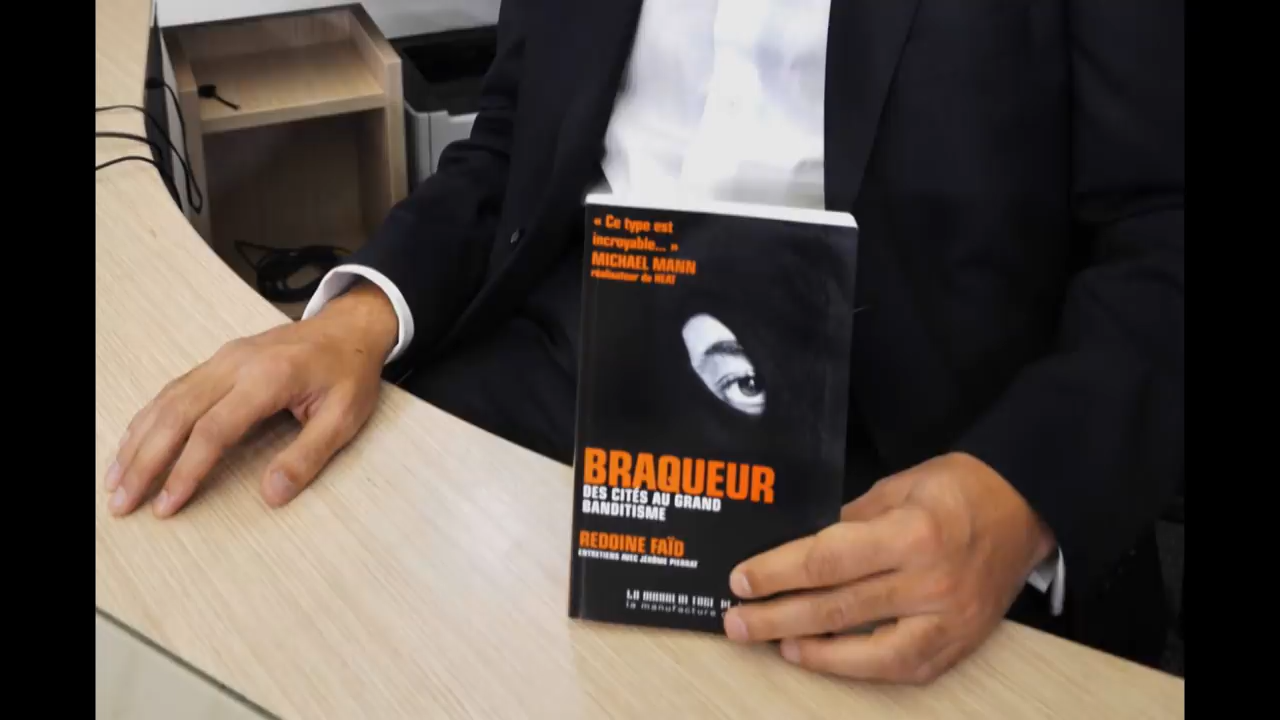 « Ce type est
incroyable... »
MICHAEL MANN
réalisateur de HEAT
BRAQUEUR
DES CITÉS AU GRAND
BANDITISME
REDOINE FAÏD
ENTRETIENS AVEC JÉRÔME PIERRAT
la manufacture